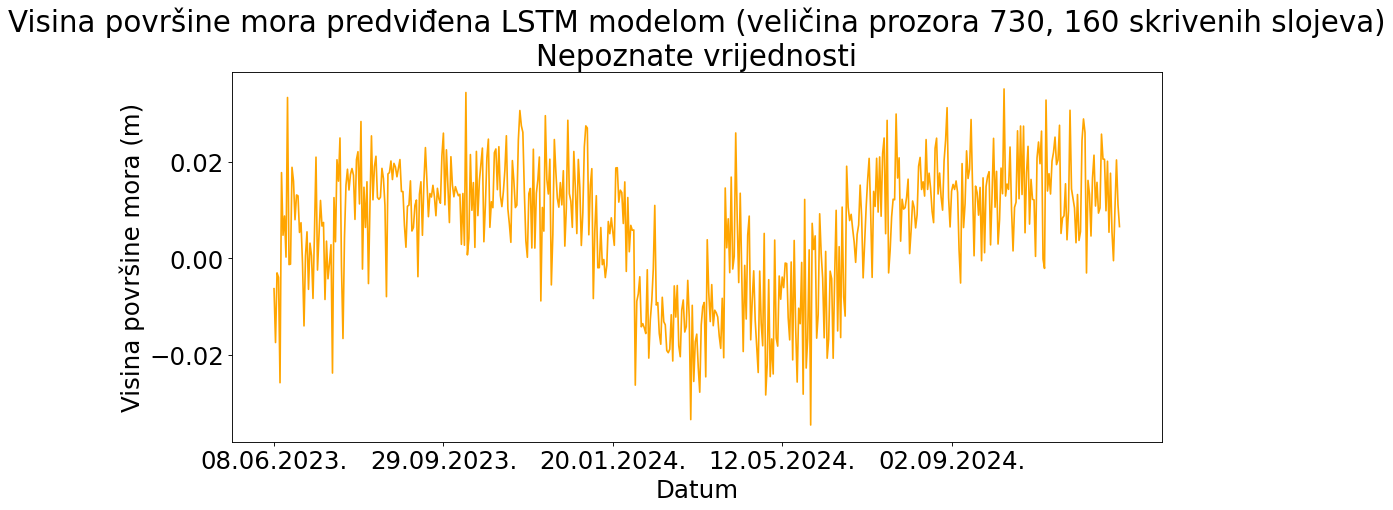 Visina površine mora predviđena LSTM modelom (veličina prozora 730, 160 skrivenih slojeva)
Nepoznate vrijednosti
Visina površine mora (m)
0.02
0.00
−0.02
08.06.2023. 29.09.2023. 20.01.2024. 12.05.2024. 02.09.2024.
Datum